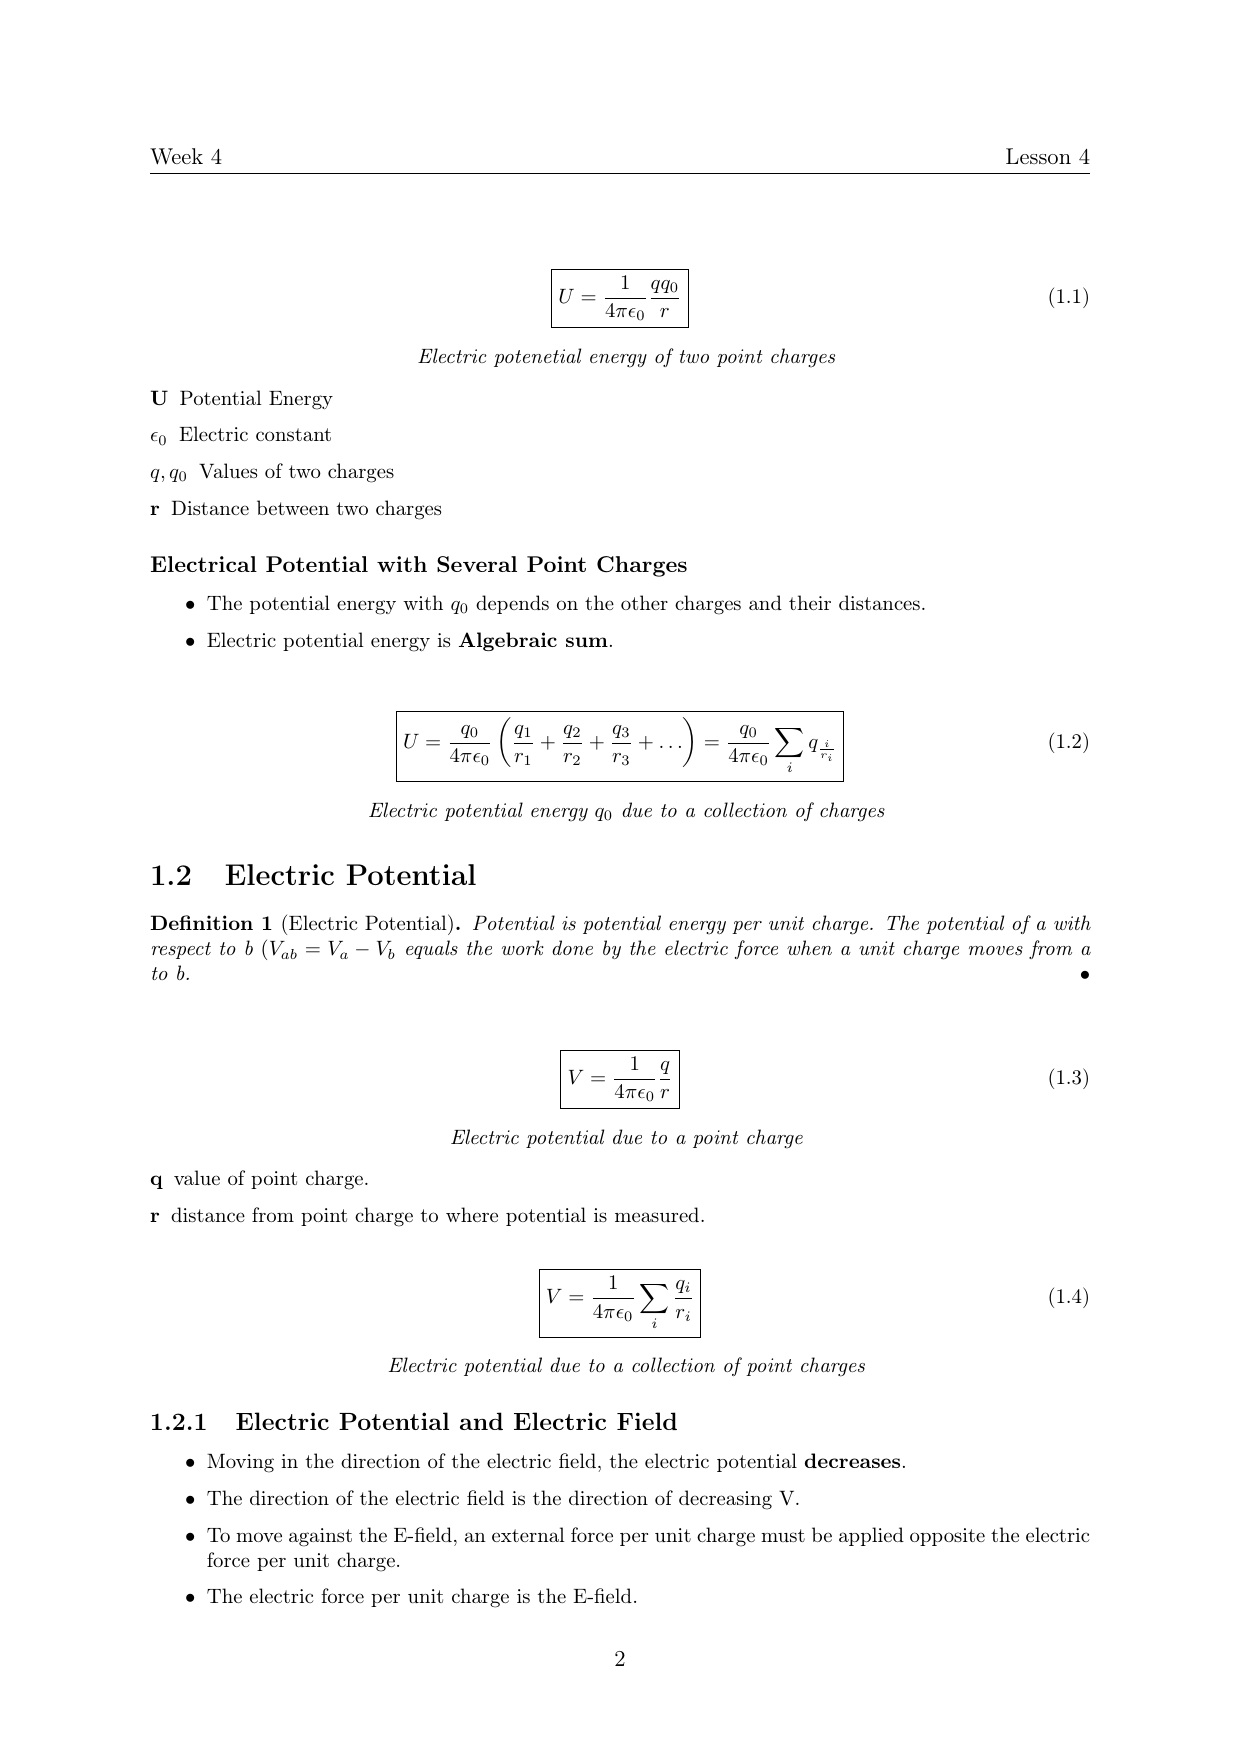 Week 4 Lesson 4
U = \frac{1}{4\pi\epsilon_0} \frac{qq_0}{r} (1.1)
Electric potenetial energy of two point charges
U Potential Energy
ϵ₀ Electric constant
q, q₀ Values of two charges
r Distance between two charges
Electrical Potential with Several Point Charges
• The potential energy with q₀ depends on the other charges and their distances.
• Electric potential energy is Algebraic sum.
U = \frac{q_0}{4\pi\epsilon_0} \left( \frac{q_1}{r_1} + \frac{q_2}{r_2} + \frac{q_3}{r_3} + \ldots \right) = \frac{q_0}{4\pi\epsilon_0} \sum_i q_{\frac{i}{r_i}} (1.2)
Electric potential energy q₀ due to a collection of charges
1.2 Electric Potential
Definition 1 (Electric Potential). Potential is potential energy per unit charge. The potential of a with
respect to b (V_{ab} = V_a − V_b equals the work done by the electric force when a unit charge moves from a
to b. •
V = \frac{1}{4\pi\epsilon_0} \frac{q}{r} (1.3)
Electric potential due to a point charge
q value of point charge.
r distance from point charge to where potential is measured.
V = \frac{1}{4\pi\epsilon_0} \sum_i \frac{q_i}{r_i} (1.4)
Electric potential due to a collection of point charges
1.2.1 Electric Potential and Electric Field
• Moving in the direction of the electric field, the electric potential decreases.
• The direction of the electric field is the direction of decreasing V.
• To move against the E-field, an external force per unit charge must be applied opposite the electric
force per unit charge.
• The electric force per unit charge is the E-field.
2